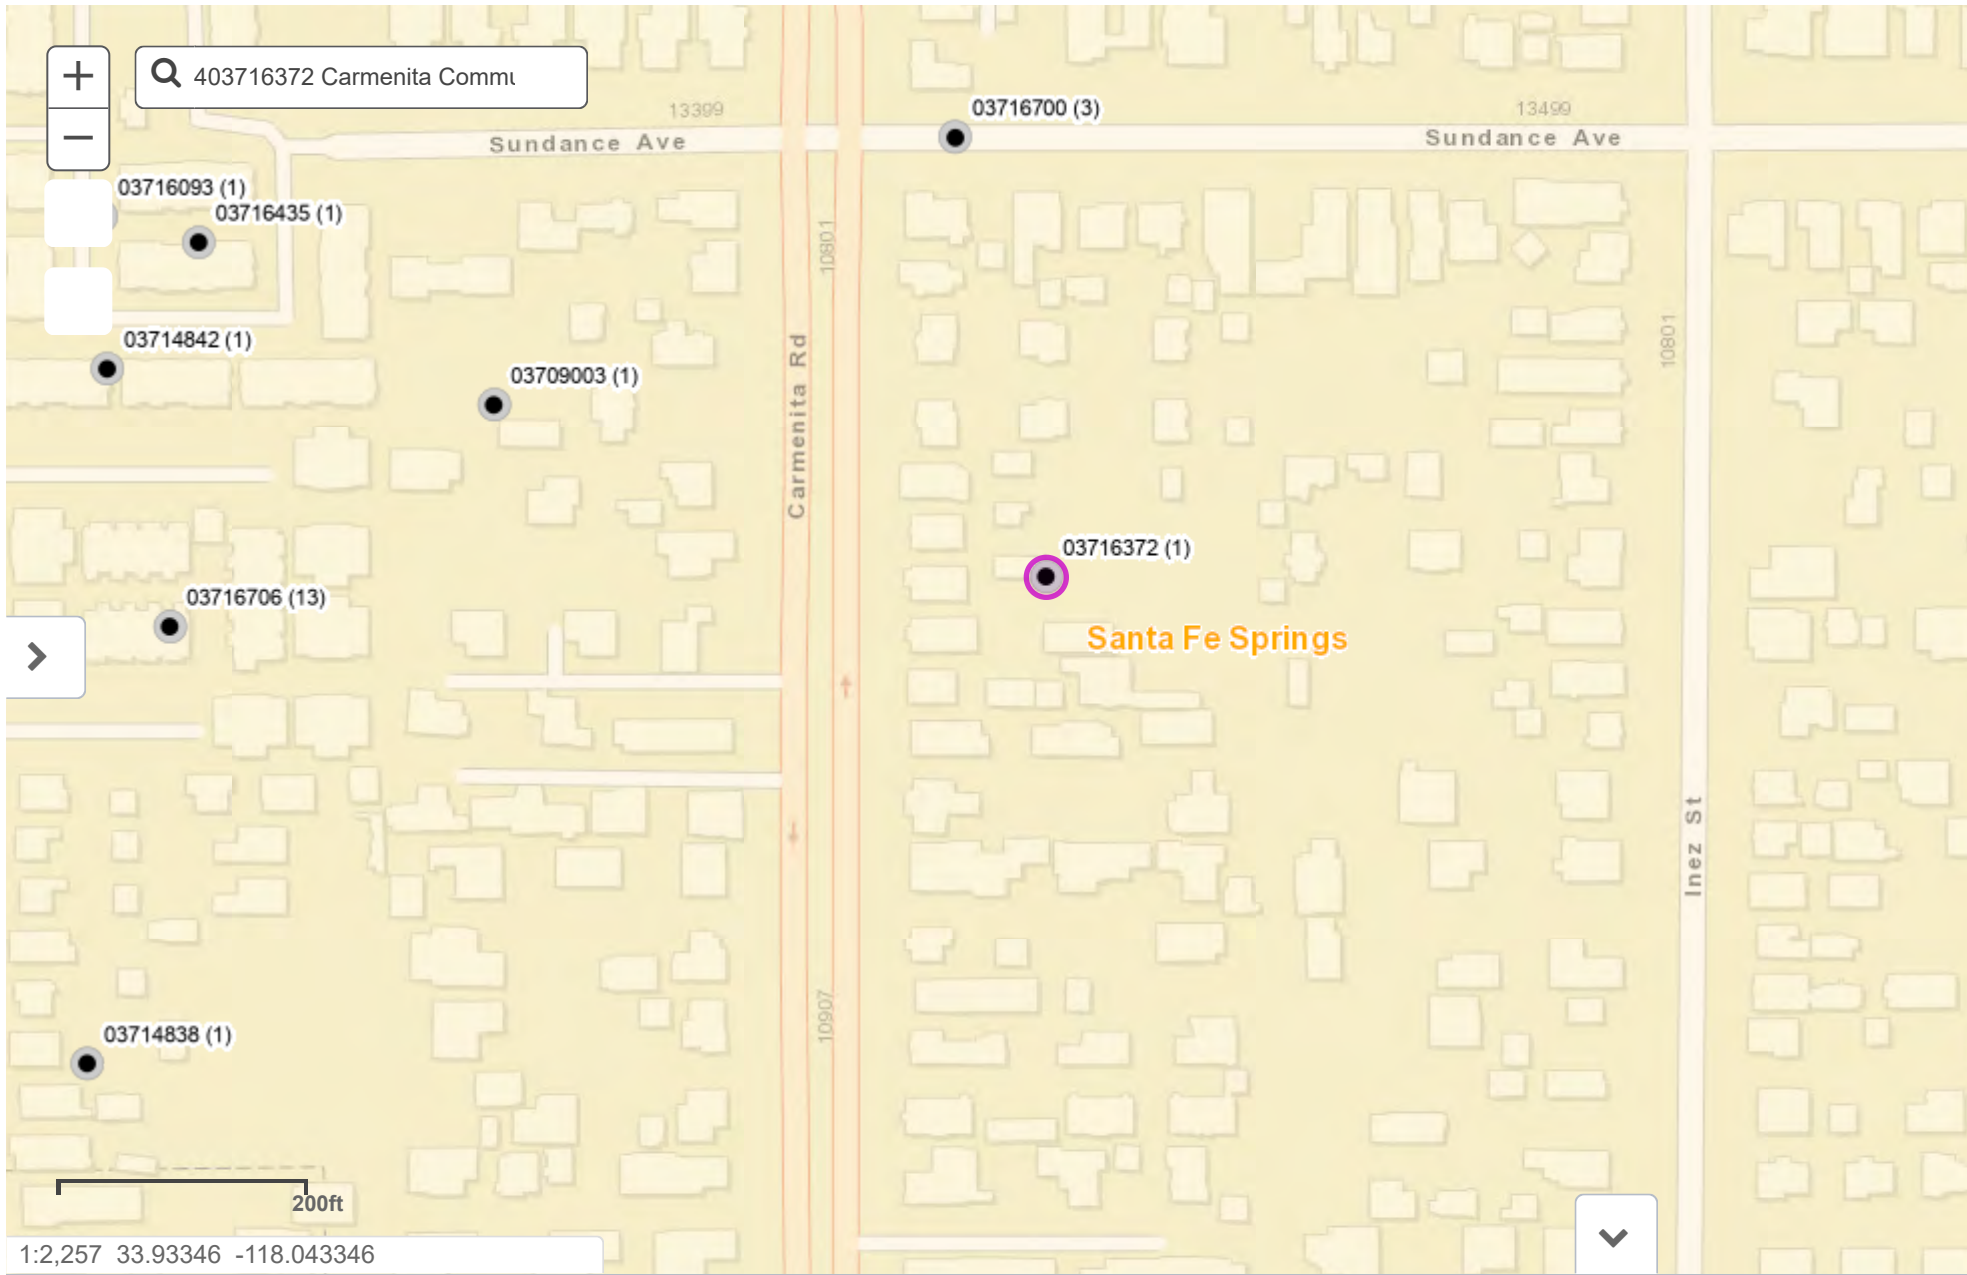 +
403716372 Carmenita Commu
−
13399
Sundance Ave
03716700 (3)
13499
Sundance Ave
03716093 (1)
03716435 (1)
10801
03714842 (1)
Carmenita Rd
10801
03709003 (1)
03716372 (1)
03716706 (13)
Santa Fe Springs
Inez St
10907
03714838 (1)
200ft
1:2,257 33.93346 -118.043346